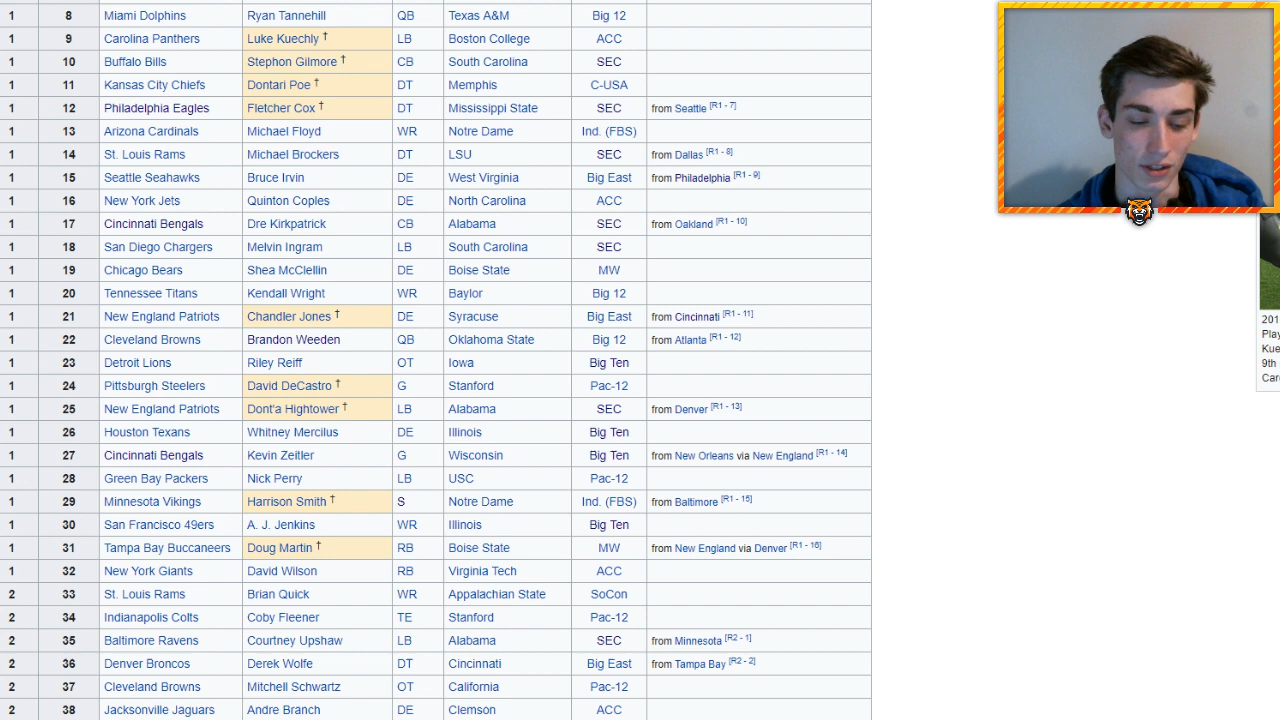 1 8 Miami Dolphins Ryan Tannehill QB Texas A&M Big 12
1 9 Carolina Panthers Luke Kuechly † LB Boston College ACC
1 10 Buffalo Bills Stephon Gilmore † CB South Carolina SEC
1 11 Kansas City Chiefs Dontari Poe † DT Memphis C-USA
1 12 Philadelphia Eagles Fletcher Cox † DT Mississippi State SEC from Seattle [R1 - 7]
1 13 Arizona Cardinals Michael Floyd WR Notre Dame Ind. (FBS)
1 14 St. Louis Rams Michael Brockers DT LSU SEC from Dallas [R1 - 8]
1 15 Seattle Seahawks Bruce Irvin DE West Virginia Big East from Philadelphia [R1 - 9]
1 16 New York Jets Quinton Coples DE North Carolina ACC
1 17 Cincinnati Bengals Dre Kirkpatrick CB Alabama SEC from Oakland [R1 - 10]
1 18 San Diego Chargers Melvin Ingram LB South Carolina SEC
1 19 Chicago Bears Shea McClellin DE Boise State MW
1 20 Tennessee Titans Kendall Wright WR Baylor Big 12
1 21 New England Patriots Chandler Jones † DE Syracuse Big East from Cincinnati [R1 - 11]
1 22 Cleveland Browns Brandon Weeden QB Oklahoma State Big 12 from Atlanta [R1 - 12]
1 23 Detroit Lions Riley Reiff OT Iowa Big Ten
1 24 Pittsburgh Steelers David DeCastro † G Stanford Pac-12
1 25 New England Patriots Dont'a Hightower † LB Alabama SEC from Denver [R1 - 13]
1 26 Houston Texans Whitney Mercilus DE Illinois Big Ten
1 27 Cincinnati Bengals Kevin Zeitler G Wisconsin Big Ten from New Orleans via New England [R1 - 14]
1 28 Green Bay Packers Nick Perry LB USC Pac-12
1 29 Minnesota Vikings Harrison Smith † S Notre Dame Ind. (FBS) from Baltimore [R1 - 15]
1 30 San Francisco 49ers A. J. Jenkins WR Illinois Big Ten
1 31 Tampa Bay Buccaneers Doug Martin † RB Boise State MW from New England via Denver [R1 - 16]
1 32 New York Giants David Wilson RB Virginia Tech ACC
2 33 St. Louis Rams Brian Quick WR Appalachian State SoCon
2 34 Indianapolis Colts Coby Fleener TE Stanford Pac-12
2 35 Baltimore Ravens Courtney Upshaw LB Alabama SEC from Minnesota [R2 - 1]
2 36 Denver Broncos Derek Wolfe DT Cincinnati Big East from Tampa Bay [R2 - 2]
2 37 Cleveland Browns Mitchell Schwartz OT California Pac-12
2 38 Jacksonville Jaguars Andre Branch DE Clemson ACC
201
Play
Kue
9th
Car